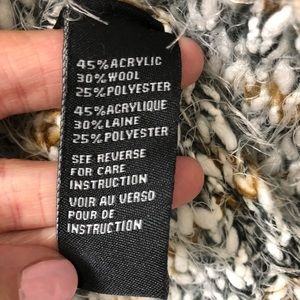 45%ACRYLIC
30%WOOL
25%POLYESTER
45%ACRYLIQUE
30%LAINE
25%POLYESTER
SEE REVERSE
FOR CARE
INSTRUCTION
VOIR AU VERSO
POUR DE
INSTRUCTION